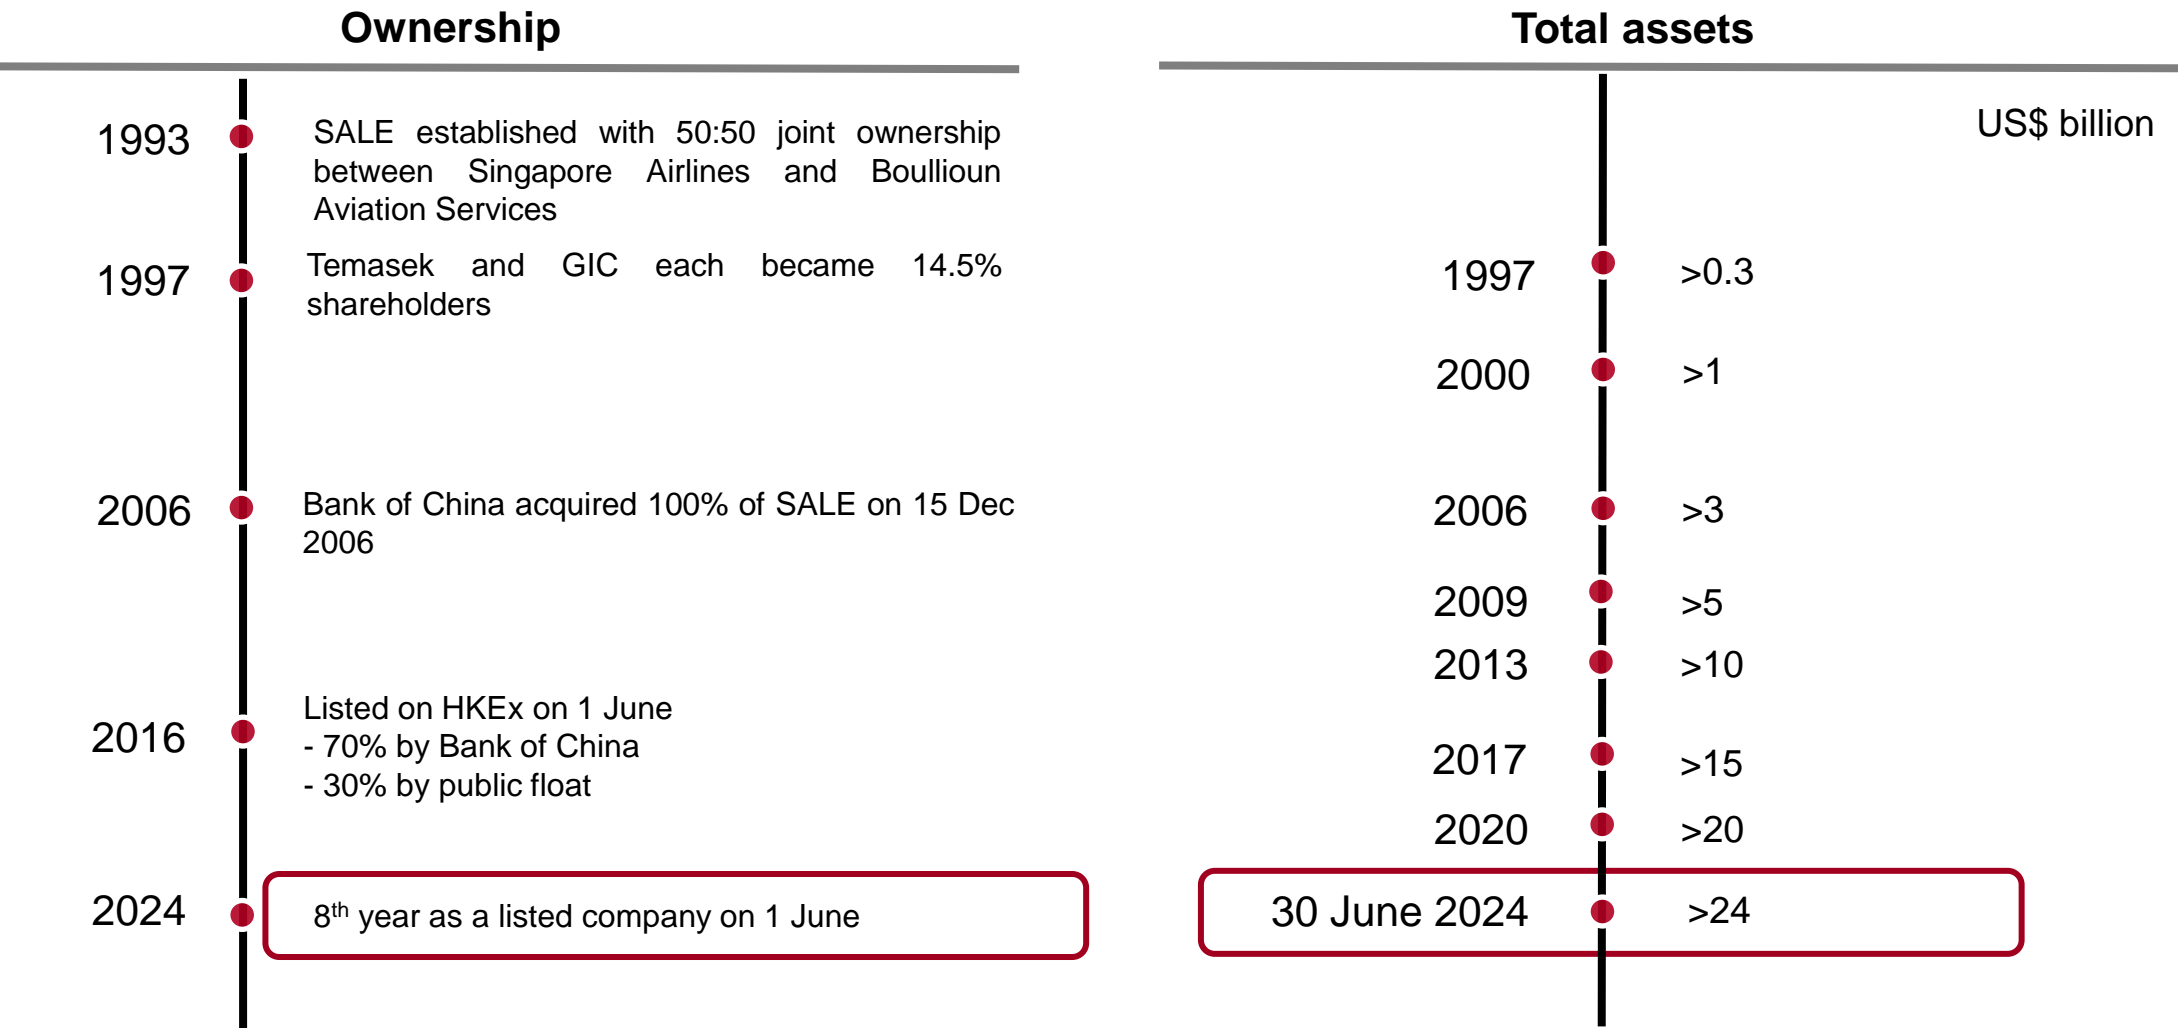 Ownership
1993
SALE established with 50:50 joint ownership
between Singapore Airlines and Boullioun
Aviation Services
1997
Temasek and GIC each became 14.5%
shareholders
2006
Bank of China acquired 100% of SALE on 15 Dec
2006
2016
Listed on HKEx on 1 June
- 70% by Bank of China
- 30% by public float
2024
8th year as a listed company on 1 June
Total assets
US$ billion
1997 >0.3
2000 >1
2006 >3
2009 >5
2013 >10
2017 >15
2020 >20
30 June 2024 >24